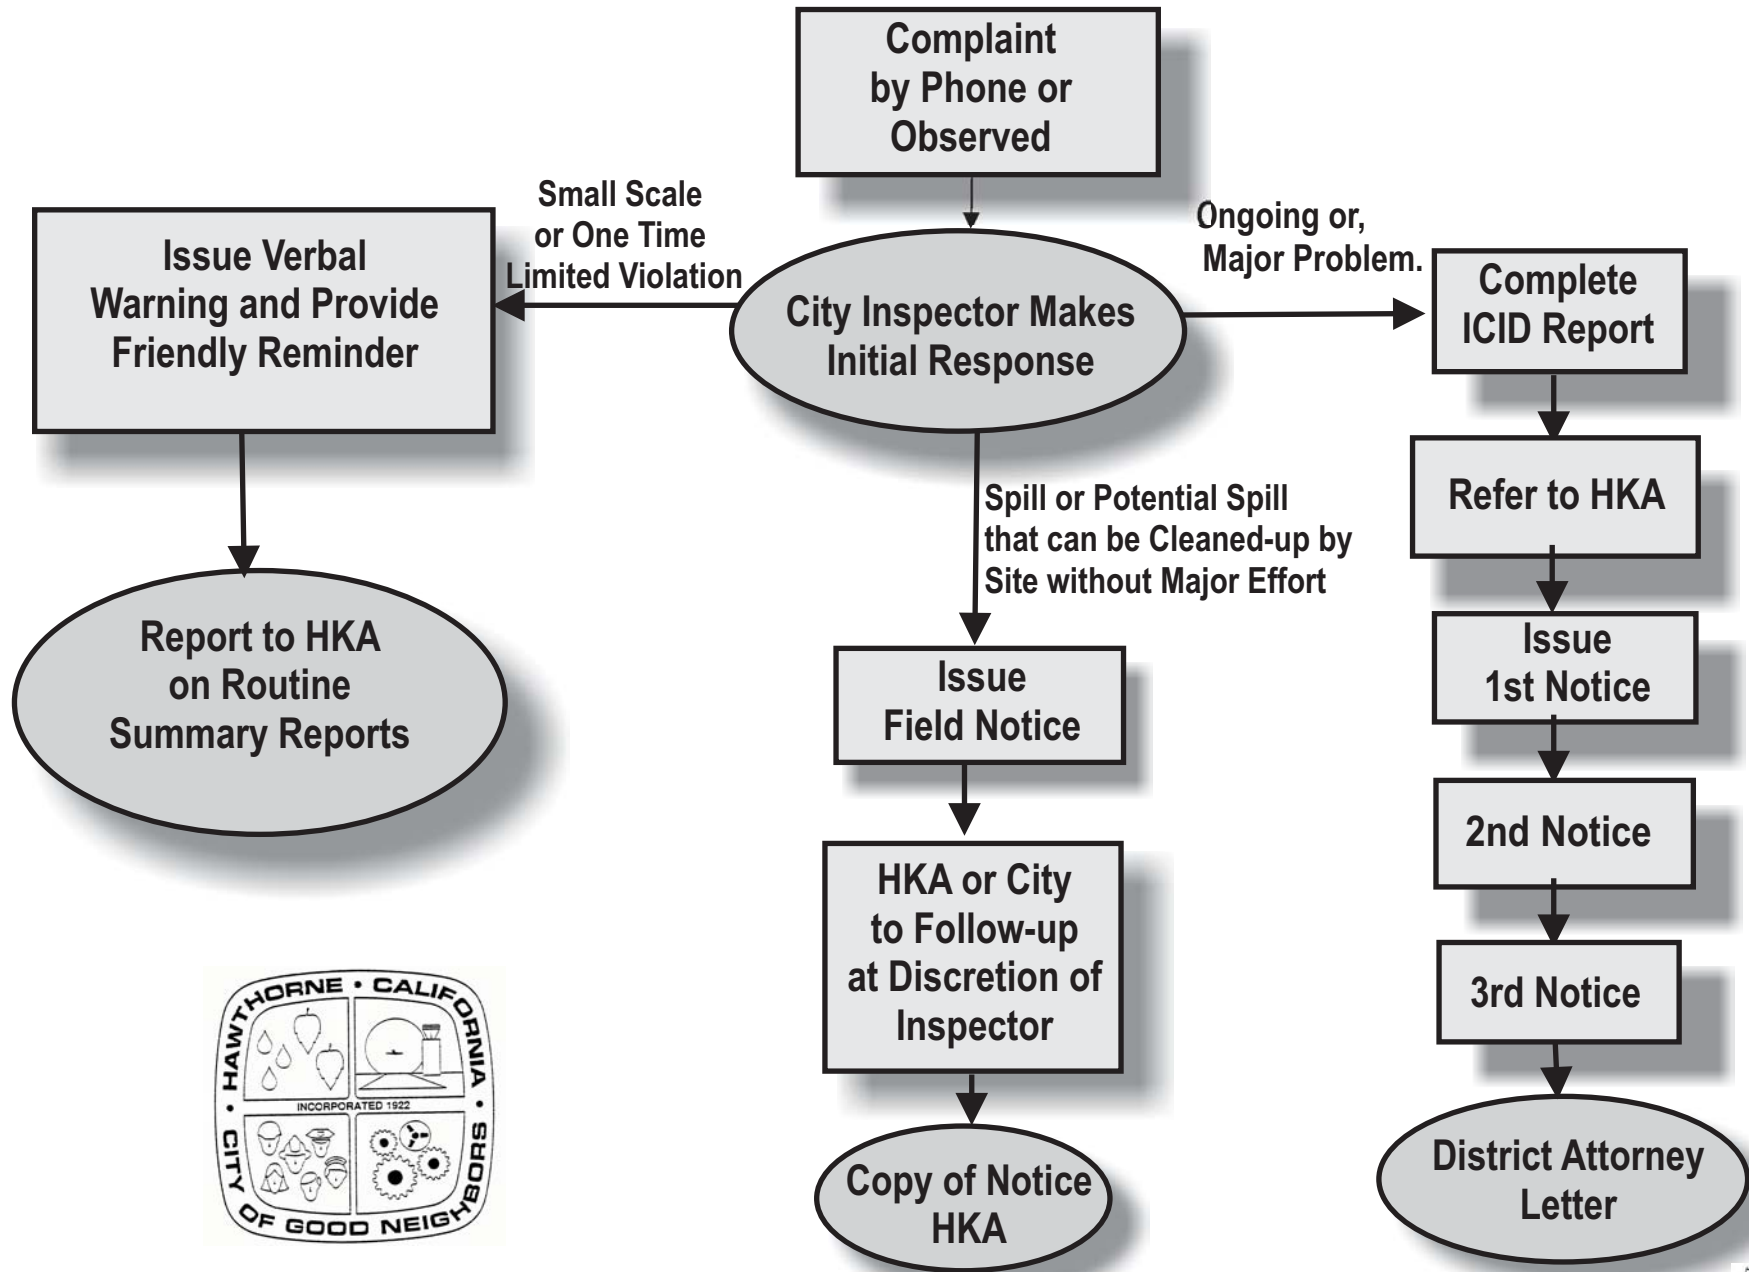 Complaint
by Phone or
Observed
Small Scale
or One Time
Limited Violation
Ongoing or,
Major Problem.
Issue Verbal
Warning and Provide
Friendly Reminder
City Inspector Makes
Initial Response
Complete
ICID Report
Spill or Potential Spill
that can be Cleaned-up by
Site without Major Effort
Refer to HKA
Report to HKA
on Routine
Summary Reports
Issue
Field Notice
Issue
1st Notice
2nd Notice
HKA or City
to Follow-up
at Discretion of
Inspector
3rd Notice
Copy of Notice
HKA
District Attorney
Letter
HAWTHORNE • CALIFORNIA
INCORPORATED 1922
• CITY OF GOOD NEIGHBORS •